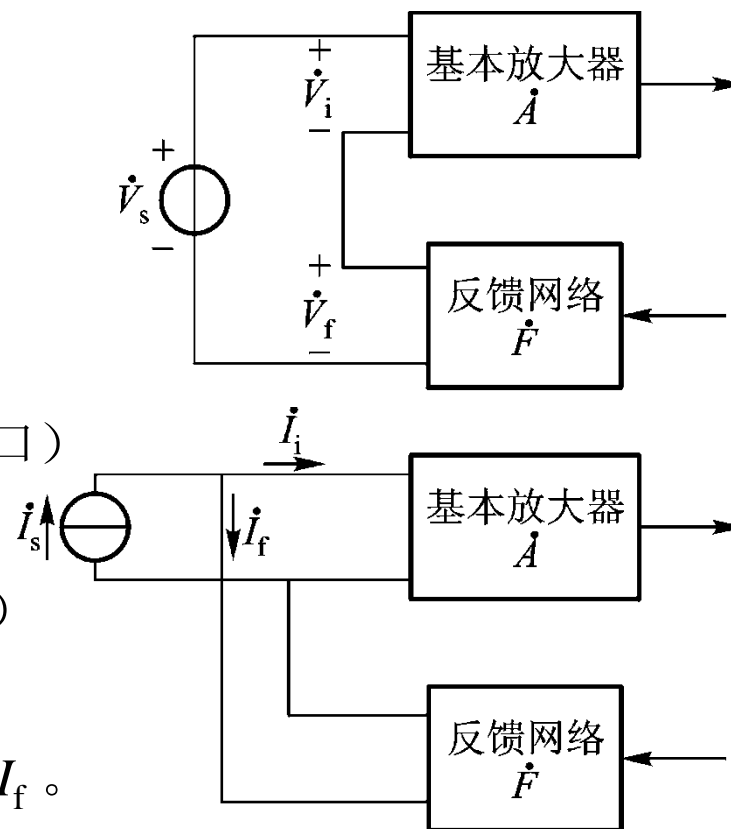 +
V̇i
−
基本放大器
Ȧ
+
V̇s
−
+
V̇f
−
反馈网络
Ḟ
口）
İi
İs
İf
基本放大器
Ȧ
）
反馈网络
Ḟ
If 。